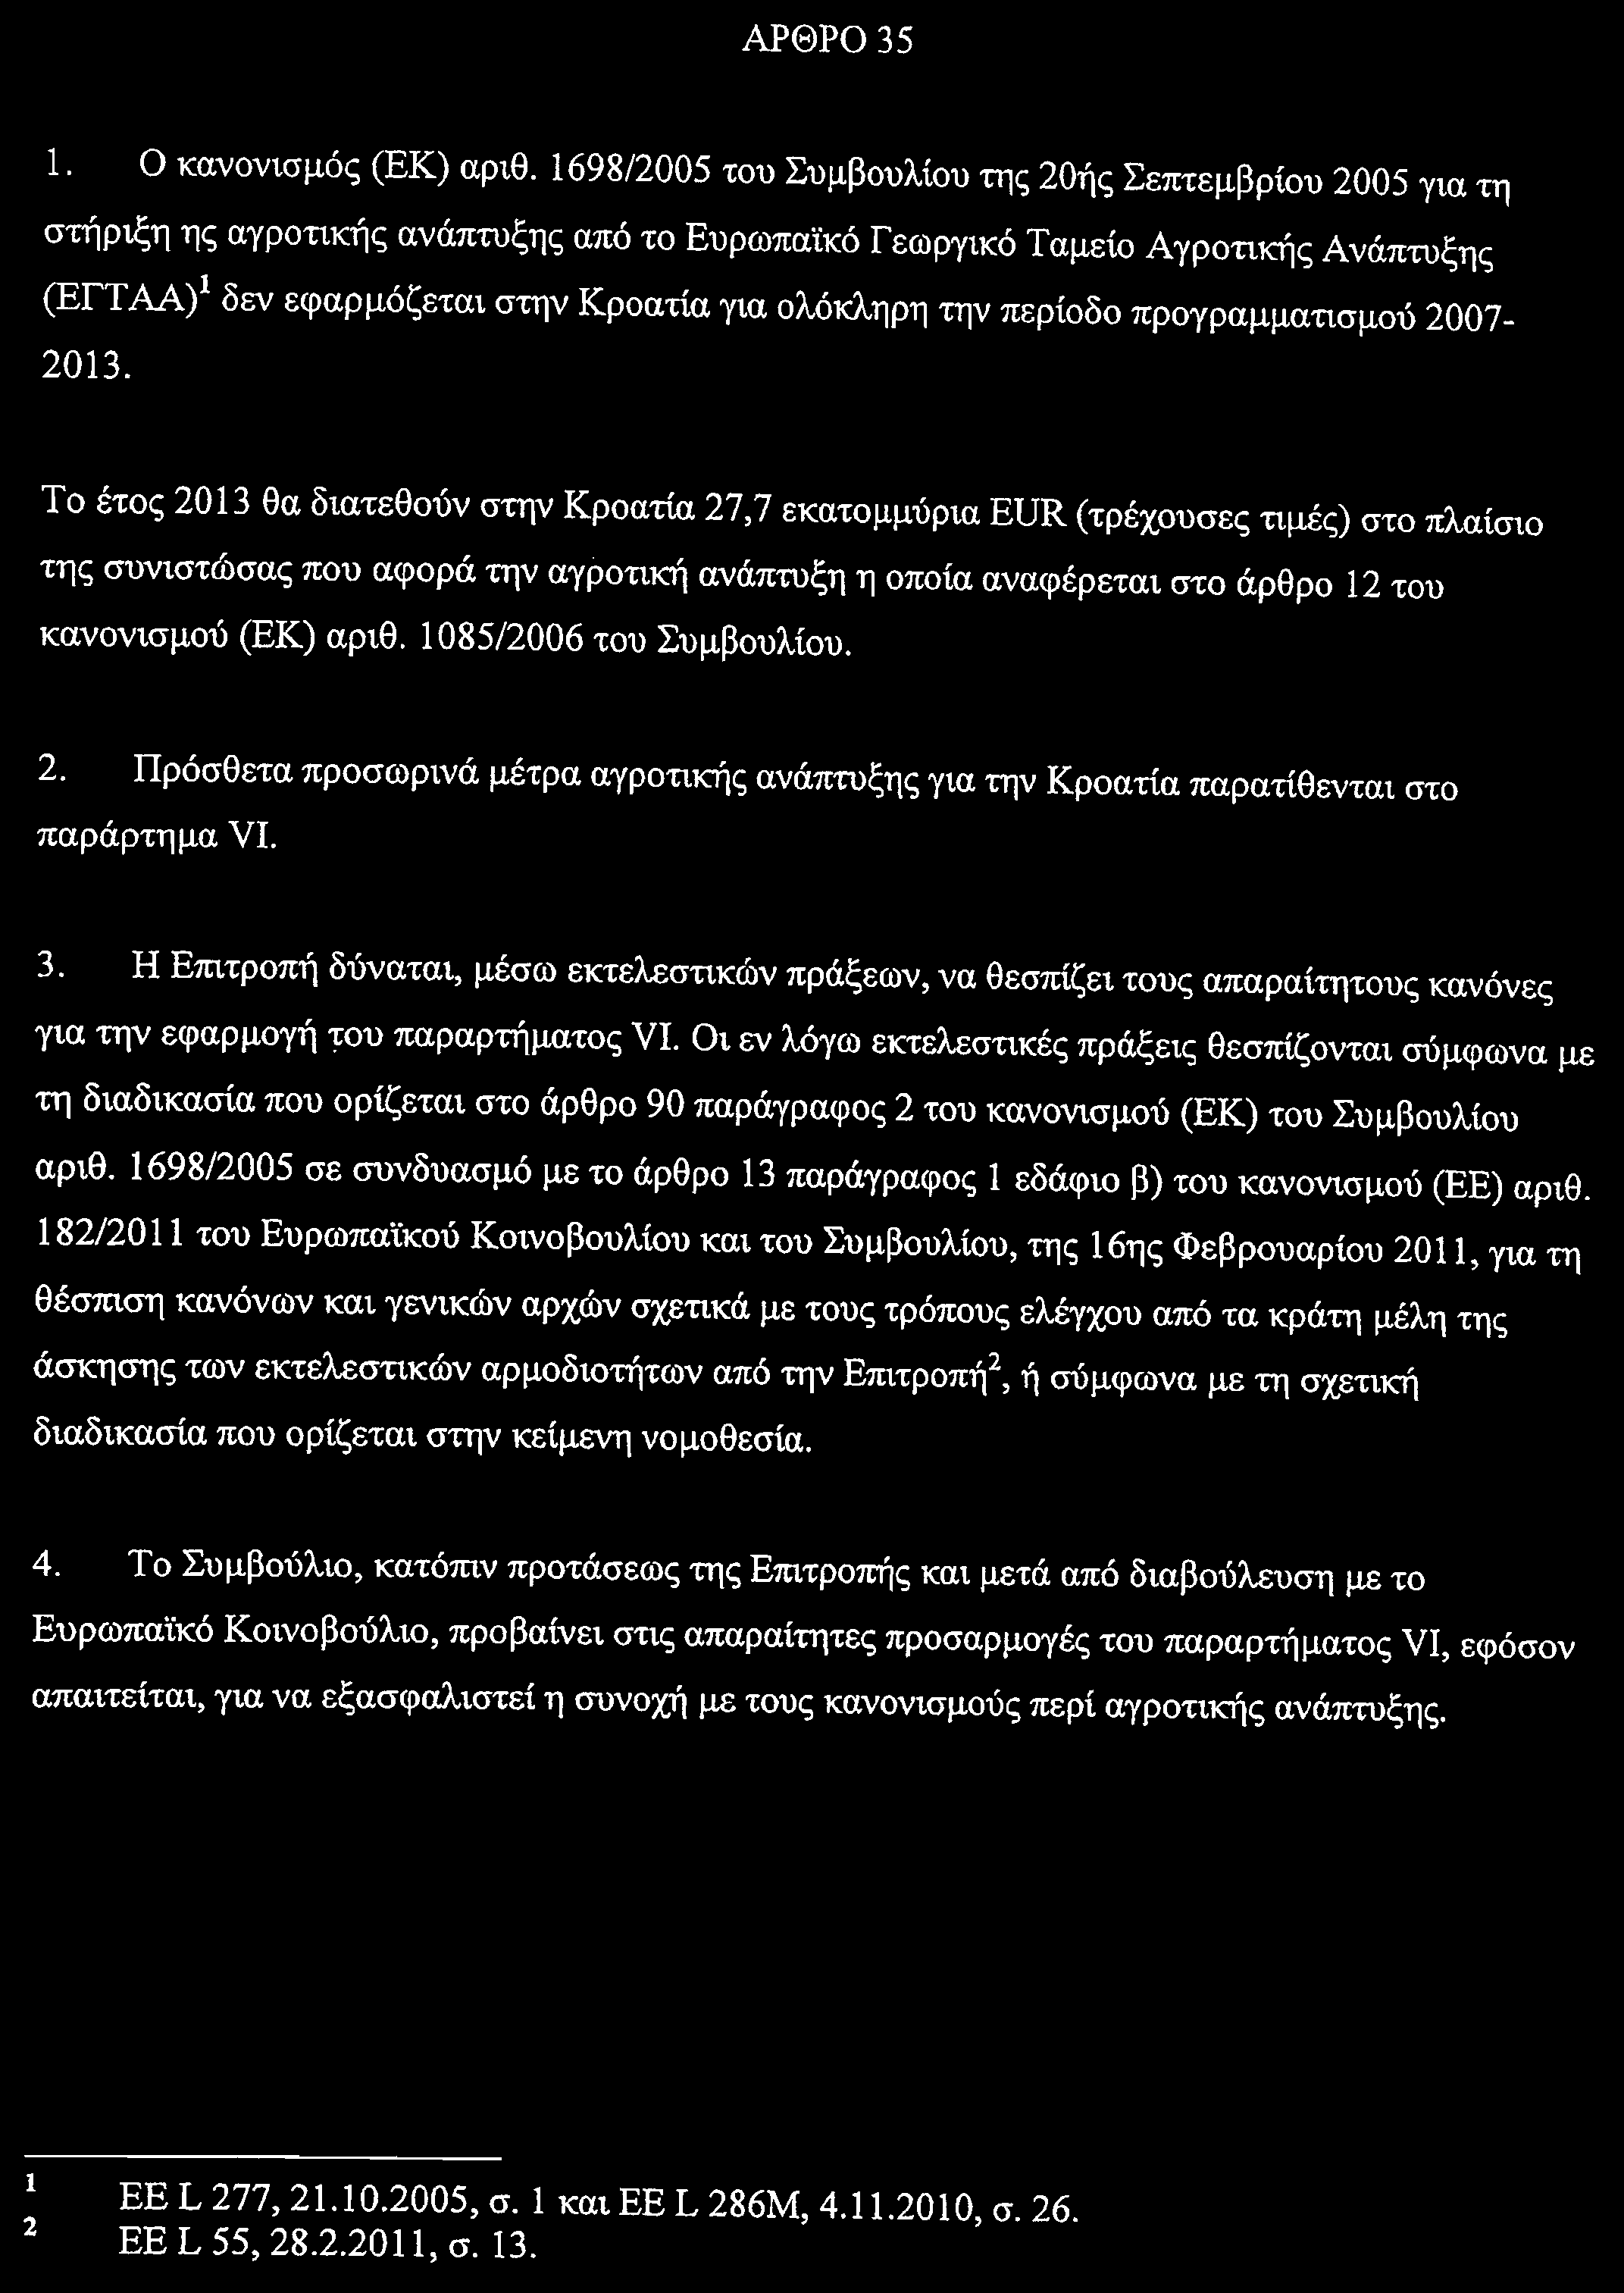 ΑΡΘΡΟ 35
1. Ο κανονισμός (ΕΚ) αριθ. 1698/2005 του Συμβουλίου της 20ής Σεπτεμβρίου 2005 για τη
στήριξη ης αγροτικής ανάπτυξης από το Ευρωπαϊκό Γεωργικό Ταμείο Αγροτικής Ανάπτυξης
(ΕΓΤΑΑ)¹ δεν εφαρμόζεται στην Κροατία για ολόκληρη την περίοδο προγραμματισμού 2007-
2013.
Το έτος 2013 θα διατεθούν στην Κροατία 27,7 εκατομμύρια EUR (τρέχουσες τιμές) στο πλαίσιο
της συνιστώσας που αφορά την αγροτική ανάπτυξη η οποία αναφέρεται στο άρθρο 12 του
κανονισμού (ΕΚ) αριθ. 1085/2006 του Συμβουλίου.
2. Πρόσθετα προσωρινά μέτρα αγροτικής ανάπτυξης για την Κροατία παρατίθενται στο
παράρτημα VI.
3. Η Επιτροπή δύναται, μέσω εκτελεστικών πράξεων, να θεσπίζει τους απαραίτητους κανόνες
για την εφαρμογή του παραρτήματος VI. Οι εν λόγω εκτελεστικές πράξεις θεσπίζονται σύμφωνα με
τη διαδικασία που ορίζεται στο άρθρο 90 παράγραφος 2 του κανονισμού (ΕΚ) του Συμβουλίου
αριθ. 1698/2005 σε συνδυασμό με το άρθρο 13 παράγραφος 1 εδάφιο β) του κανονισμού (ΕΕ) αριθ.
182/2011 του Ευρωπαϊκού Κοινοβουλίου και του Συμβουλίου, της 16ης Φεβρουαρίου 2011, για τη
θέσπιση κανόνων και γενικών αρχών σχετικά με τους τρόπους ελέγχου από τα κράτη μέλη της
άσκησης των εκτελεστικών αρμοδιοτήτων από την Επιτροπή², ή σύμφωνα με τη σχετική
διαδικασία που ορίζεται στην κείμενη νομοθεσία.
4. Το Συμβούλιο, κατόπιν προτάσεως της Επιτροπής και μετά από διαβούλευση με το
Ευρωπαϊκό Κοινοβούλιο, προβαίνει στις απαραίτητες προσαρμογές του παραρτήματος VI, εφόσον
απαιτείται, για να εξασφαλιστεί η συνοχή με τους κανονισμούς περί αγροτικής ανάπτυξης.
¹ ΕΕ L 277, 21.10.2005, σ. 1 και ΕΕ L 286M, 4.11.2010, σ. 26.
² ΕΕ L 55, 28.2.2011, σ. 13.